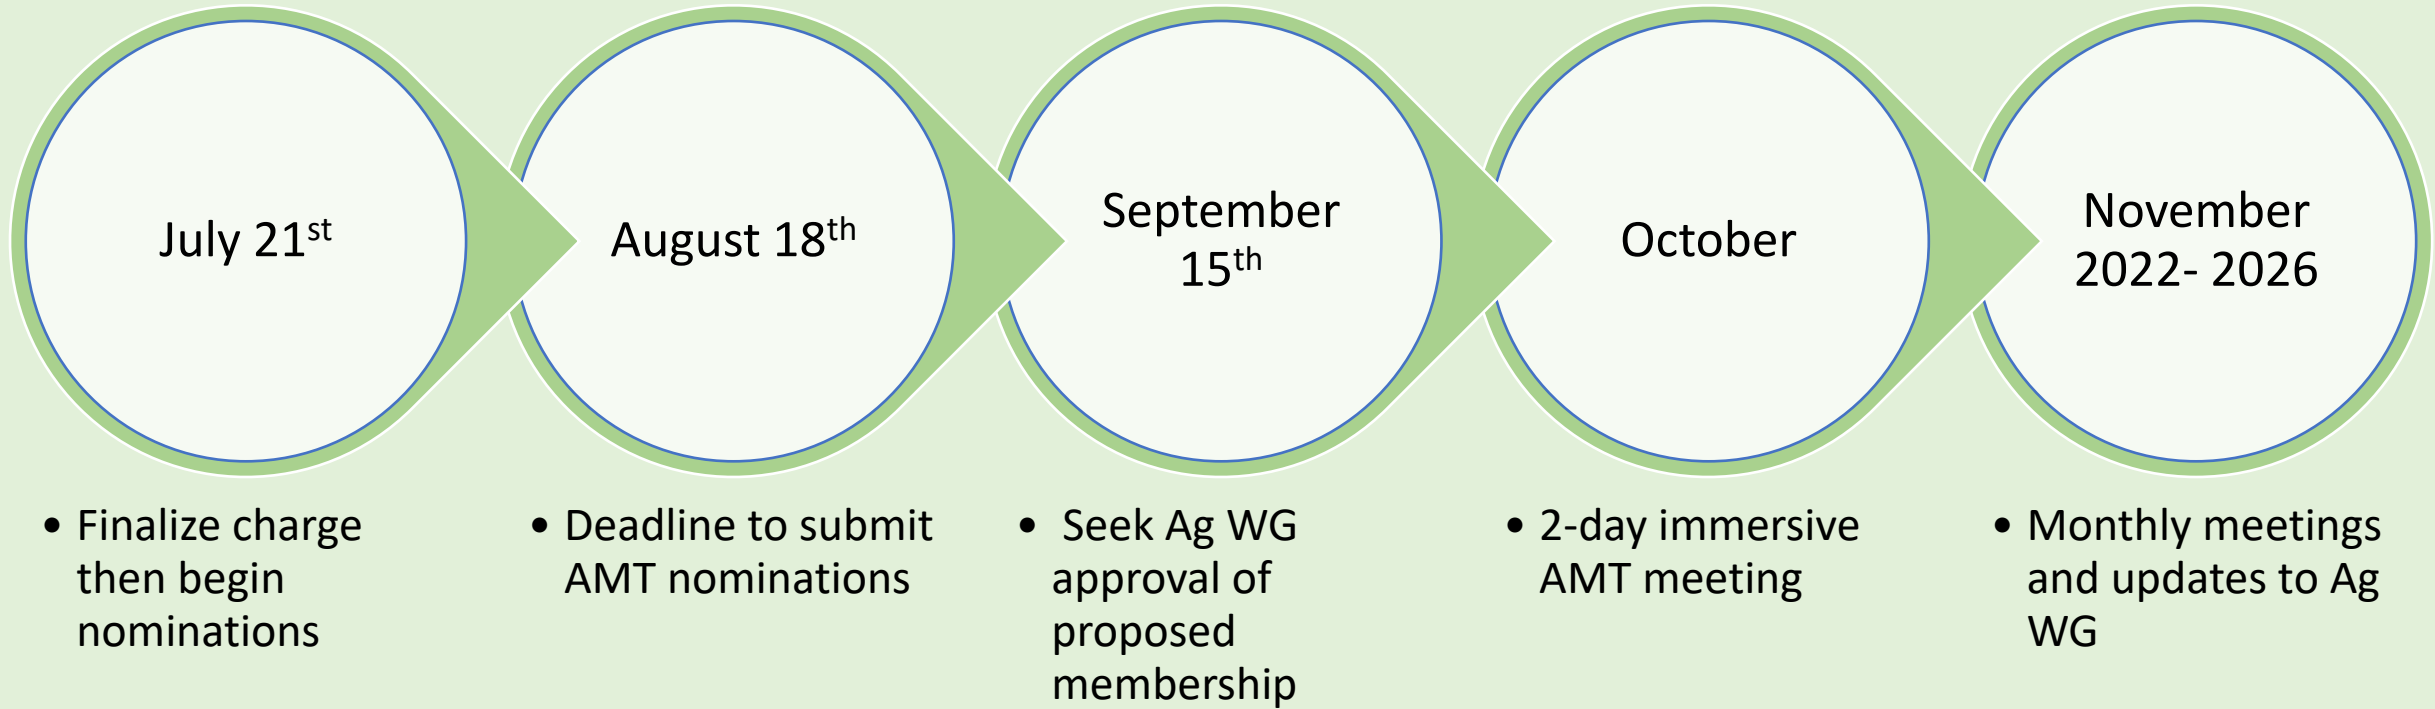 July 21st
August 18th
September
15th
October
November
2022- 2026
• Finalize charge
then begin
nominations
• Deadline to submit
AMT nominations
• Seek Ag WG
approval of
proposed
membership
• 2-day immersive
AMT meeting
• Monthly meetings
and updates to Ag
WG